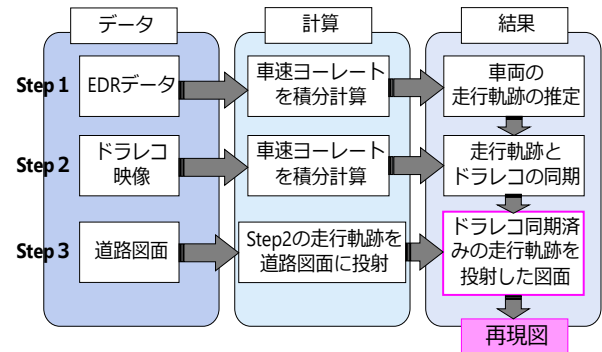 データ
計算
結果
Step 1
EDRデータ
車速ヨーレート
を積分計算
車両の
走行軌跡の推定
Step 2
ドラレコ
映像
車速ヨーレート
を積分計算
走行軌跡と
ドラレコの同期
Step 3
道路図面
Step2の走行軌跡を
道路図面に投射
ドラレコ同期済
みの走行軌跡を
投射した図面
再現図